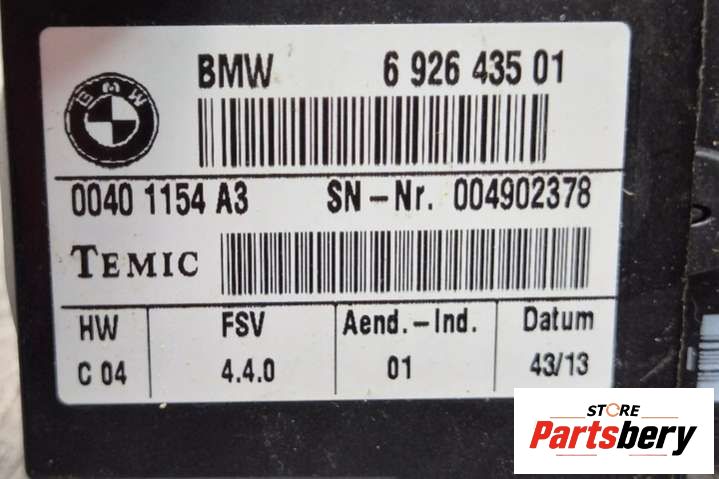 BMW 6 926 435 01
BMW
0040 1154 A3 SN-Nr. 004902378
TEMIC
HW FSV Aend.-Ind. Datum
C 04 4.4.0 01 43/13
STORE
Partsbery